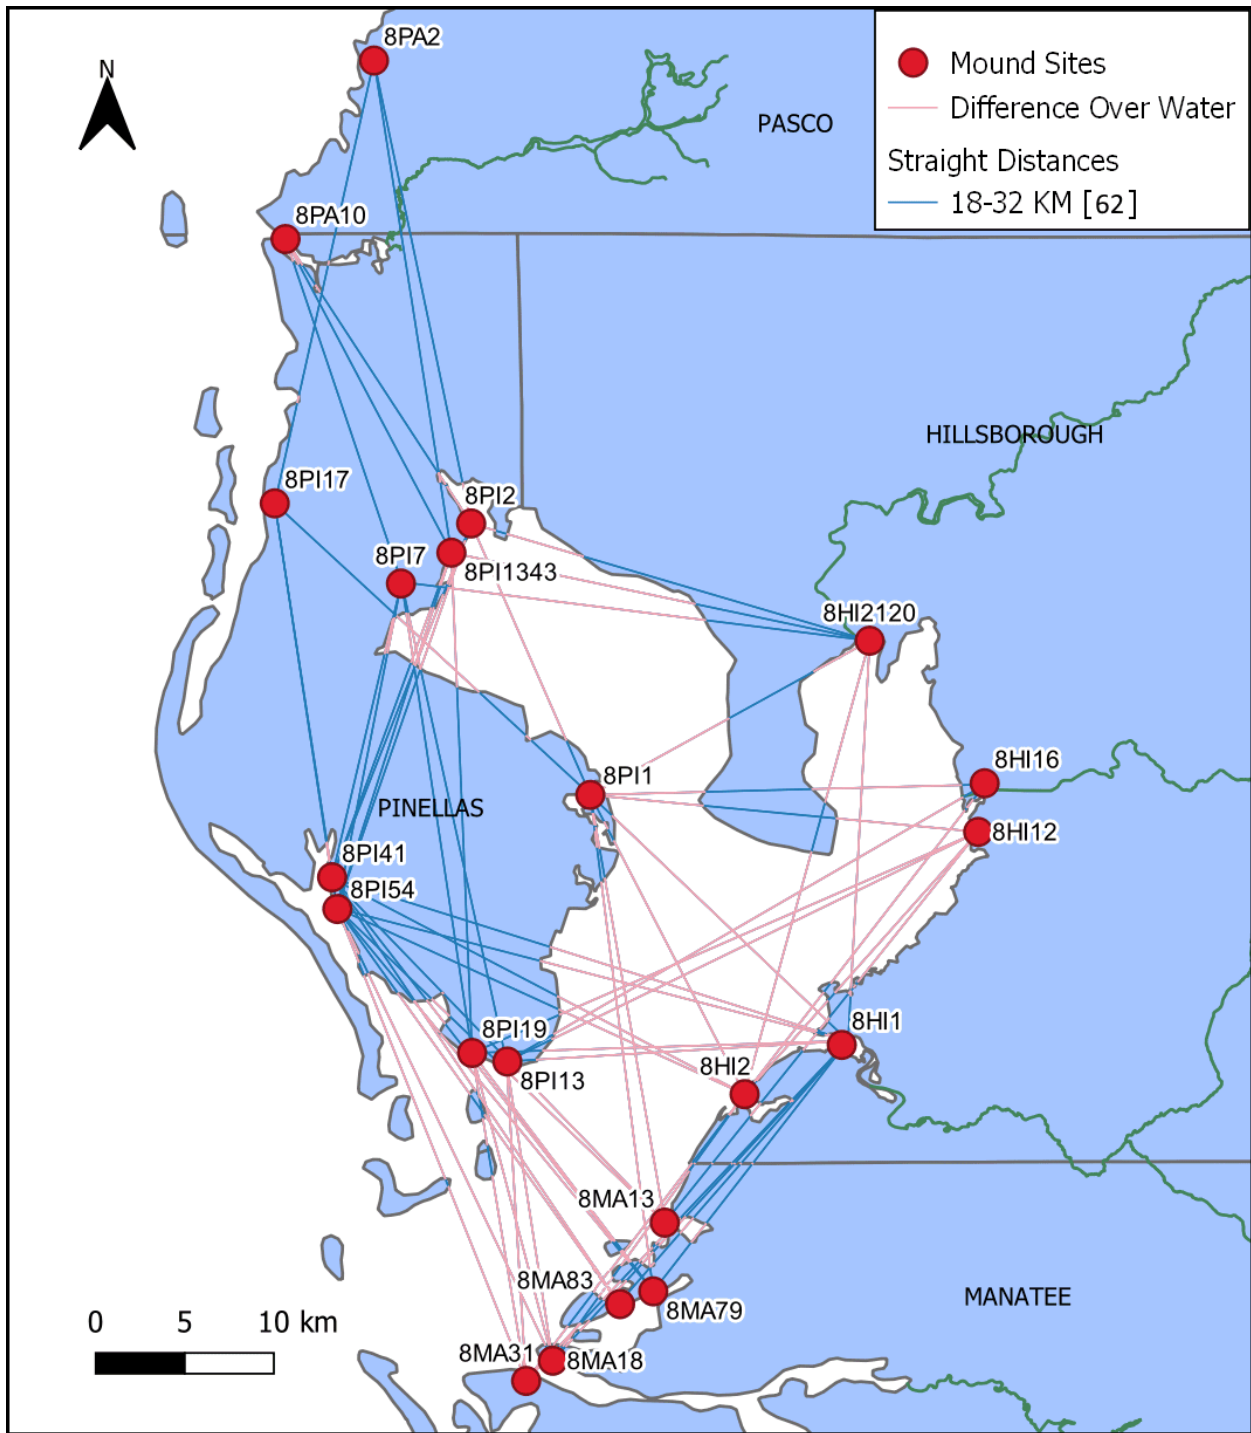 8PA2
N
Mound Sites
Difference Over Water
Straight Distances
18-32 KM [62]
PASCO
8PA10
HILLSBOROUGH
8PI17
8PI2
8PI7
8PI1343
8HI2120
8PI1
8HI16
PINELLAS
8HI12
8PI41
8PI54
8PI19
8HI1
8PI13
8HI2
8MA13
8MA83
8MA79
MANATEE
0 5 10 km
8MA31
8MA18